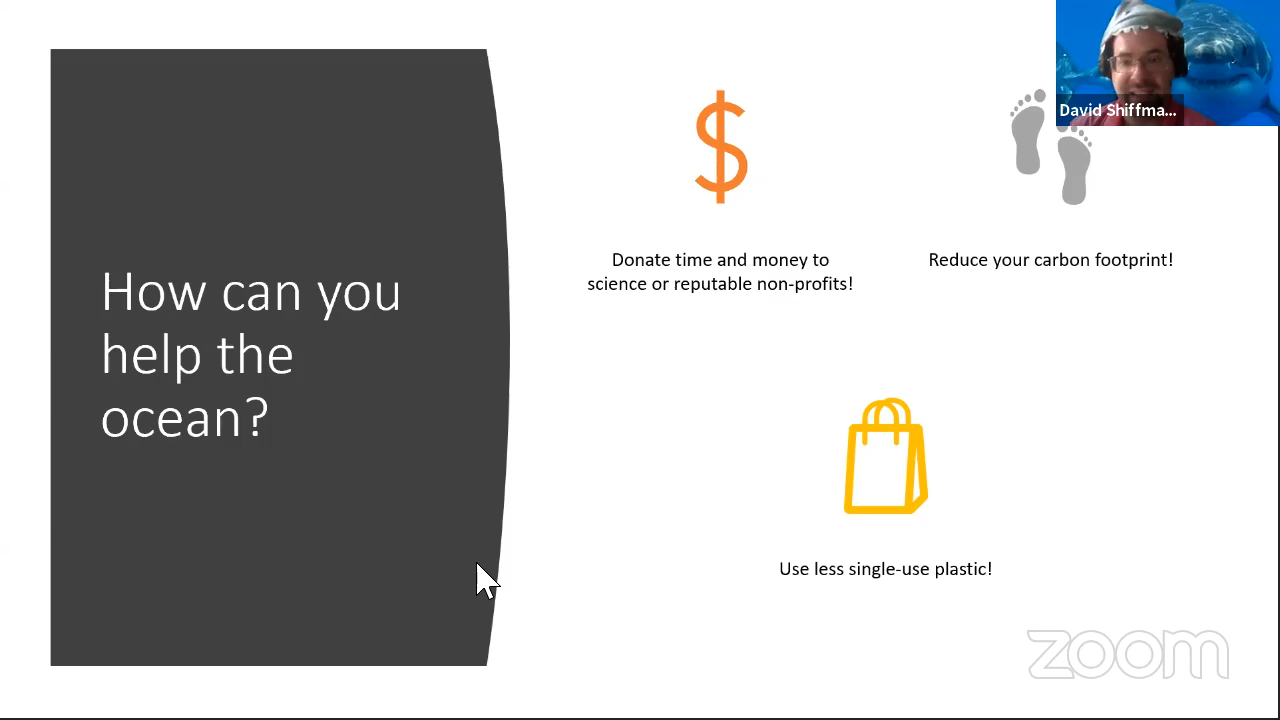 David Shiffma...
How can you
help the
ocean?
$
Donate time and money to
science or reputable non-profits!
Reduce your carbon footprint!
Use less single-use plastic!
zoom